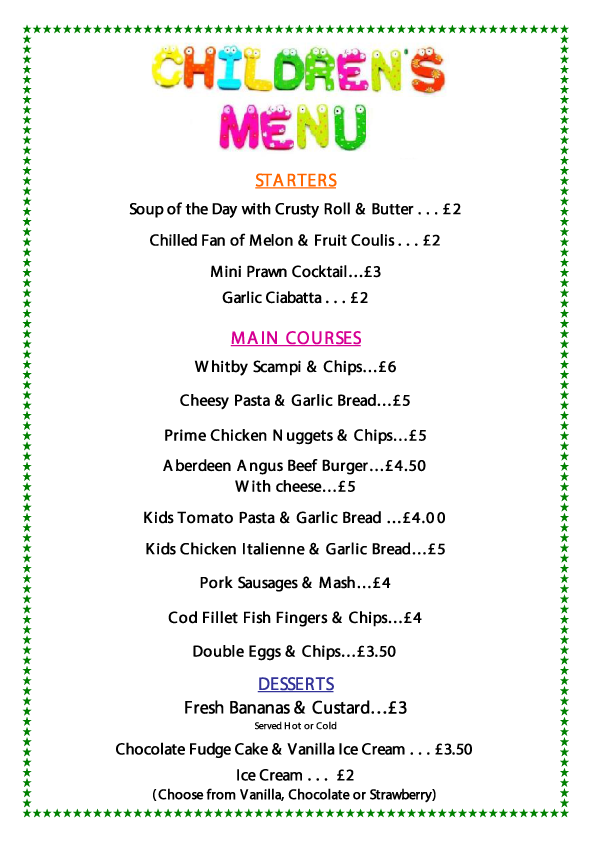 CHILDREN'S
MENU
STARTERS
Soup of the Day with Crusty Roll & Butter . . . £2
Chilled Fan of Melon & Fruit Coulis . . . £2
Mini Prawn Cocktail...£3
Garlic Ciabatta . . . £2
MAIN COURSES
Whitby Scampi & Chips...£6
Cheesy Pasta & Garlic Bread...£5
Prime Chicken Nuggets & Chips...£5
Aberdeen Angus Beef Burger...£4.50
With cheese...£5
Kids Tomato Pasta & Garlic Bread ...£4.00
Kids Chicken Italienne & Garlic Bread...£5
Pork Sausages & Mash...£4
Cod Fillet Fish Fingers & Chips...£4
Double Eggs & Chips...£3.50
DESSERTS
Fresh Bananas & Custard...£3
Served Hot or Cold
Chocolate Fudge Cake & Vanilla Ice Cream . . . £3.50
Ice Cream . . . £2
(Choose from Vanilla, Chocolate or Strawberry)